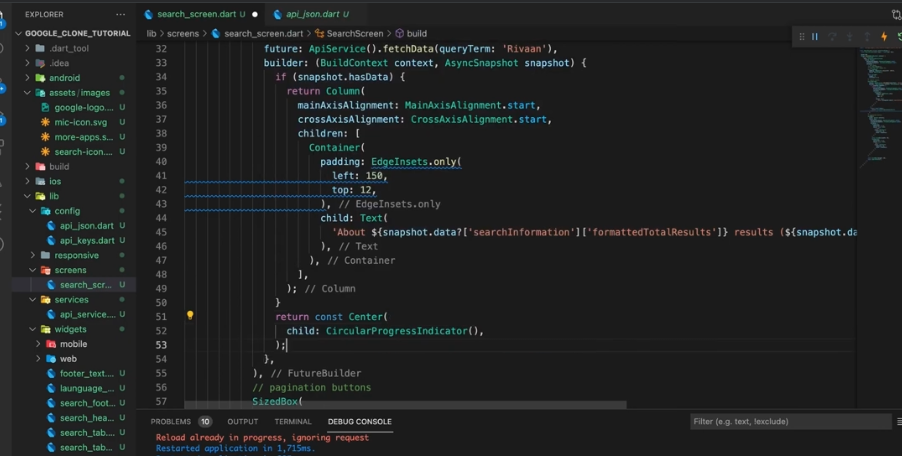 EXPLORER
...
search_screen.dart U
api_json.dart U
GOOGLE_CLONE_TUTORIAL
.dart_tool
.idea
android
assets/images
google-logo.... U
mic-icon.svg U
more-apps.s... U
search-icon.... U
build
ios
lib
config
api_json.dart U
api_keys.dart U
responsive
screens
search_scr... U
services
api_service.... U
widgets
mobile
web
footer_text.... U
launguage_... U
search_foot... U
search_hea... U
search_tab.... U
search_tab... U
lib > screens > search_screen.dart > SearchScreen > build
32 future: ApiService().fetchData(queryTerm: 'Rivaan'),
33 builder: (BuildContext context, AsyncSnapshot snapshot) {
34 if (snapshot.hasData) {
35 return Column(
36 mainAxisAlignment: MainAxisAlignment.start,
37 crossAxisAlignment: CrossAxisAlignment.start,
38 children: [
39 Container(
40 padding: EdgeInsets.only(
41 left: 150,
42 top: 12,
43 ), // EdgeInsets.only
44 child: Text(
45 'About ${snapshot.data?['searchInformation']['formattedTotalResults']} results (${snapshot.da
46 ), // Text
47 ), // Container
48 ],
49 ); // Column
50 }
51 return const Center(
52 child: CircularProgressIndicator(),
53 );
54 },
55 ), // FutureBuilder
56 // pagination buttons
57 SizedBox(
PROBLEMS 10 OUTPUT TERMINAL DEBUG CONSOLE
Filter (e.g. text, !exclude)
Reload already in progress, ignoring request
Restarted application in 1,715ms.